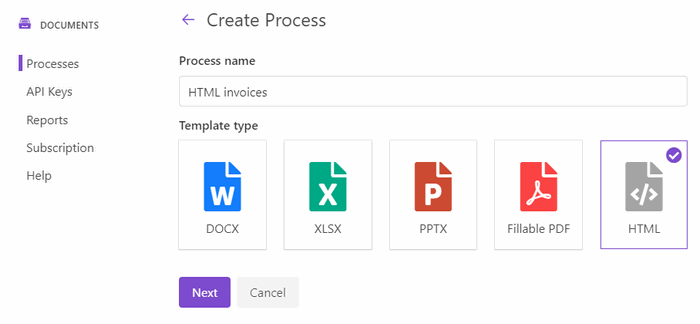 DOCUMENTS
Processes
API Keys
Reports
Subscription
Help
Create Process
Process name
HTML invoices
Template type
W
X
P
</>
DOCX
XLSX
PPTX
Fillable PDF
HTML
Next
Cancel